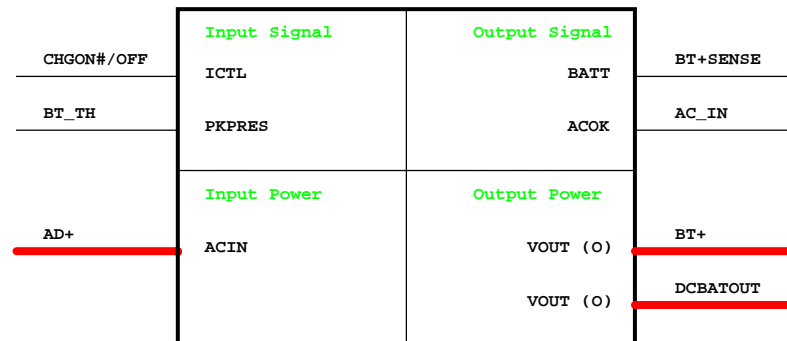 Input Signal Output Signal
CHGON#/OFF ICTL BATT BT+SENSE
BT_TH PKPRES ACOK AC_IN
Input Power Output Power
AD+ ACIN VOUT (O) BT+
VOUT (O) DCBATOUT